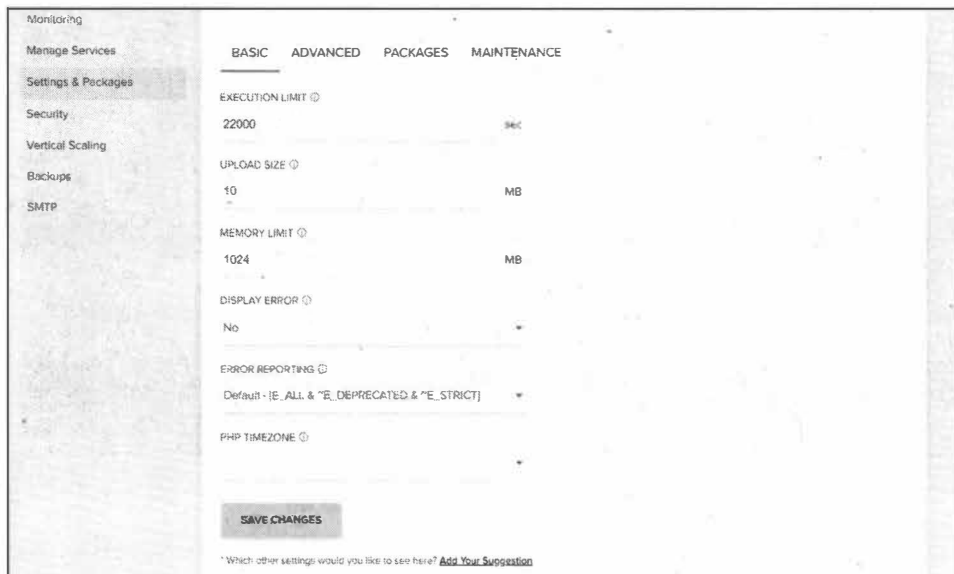 Monitoring
Manage Services
Settings & Packages
Security
Vertical Scaling
Backups
SMTP
BASIC ADVANCED PACKAGES MAINTENANCE
EXECUTION LIMIT ⓘ
22000 sec
UPLOAD SIZE ⓘ
10 MB
MEMORY LIMIT ⓘ
1024 MB
DISPLAY ERROR ⓘ
No
ERROR REPORTING ⓘ
Default - [E_ALL & ~E_DEPRECATED & ~E_STRICT]
PHP TIMEZONE ⓘ
SAVE CHANGES
* Which other settings would you like to see here? Add Your Suggestion